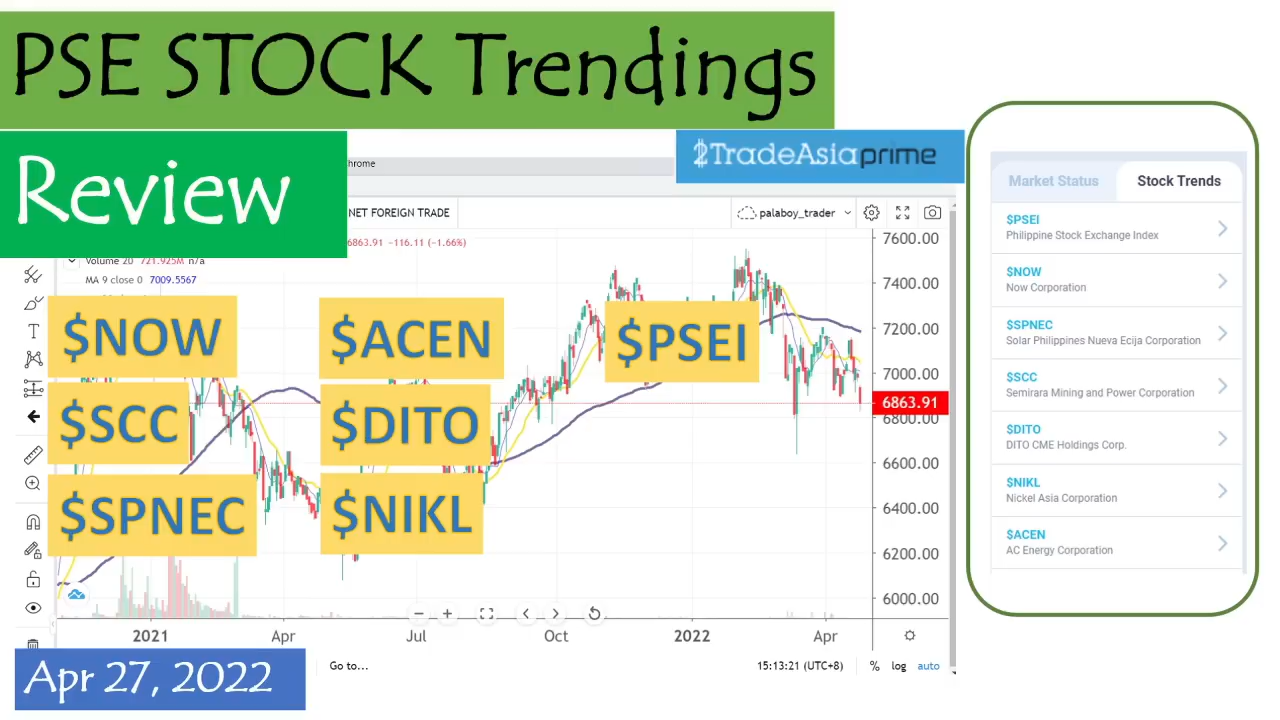 PSE STOCK Trendings
Review
TradeAsiaprime
hrome
NET FOREIGN TRADE
palaboy_trader
6863.91 -116.11 (-1.66%)
Volume 20 721.925M n/a
MA 9 close 0 7009.5567
$NOW
$ACEN
$PSEI
$SCC
$DITO
$SPNEC
$NIKL
7600.00
7400.00
7200.00
7000.00
6863.91
6800.00
6600.00
6400.00
6200.00
6000.00
2021 Apr Jul Oct 2022 Apr
Go to...
15:13:21 (UTC+8) % log auto
Apr 27, 2022
Market Status Stock Trends
$PSEI
Philippine Stock Exchange Index
$NOW
Now Corporation
$SPNEC
Solar Philippines Nueva Ecija Corporation
$SCC
Semirara Mining and Power Corporation
$DITO
DITO CME Holdings Corp.
$NIKL
Nickel Asia Corporation
$ACEN
AC Energy Corporation